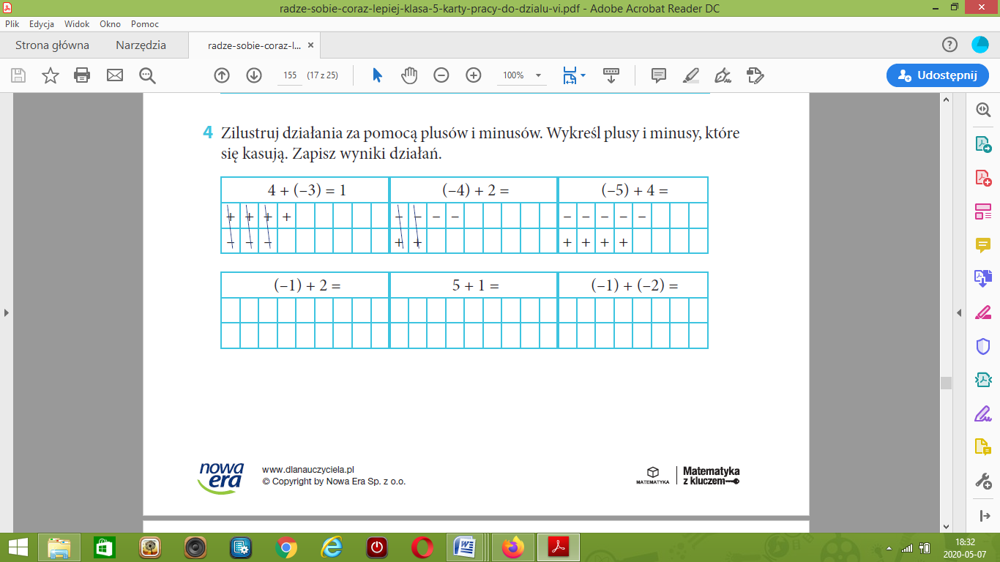 radze-sobie-coraz-lepiej-klasa-5-karty-pracy-do-dzialu-vi.pdf - Adobe Acrobat Reader DC
Plik Edycja Widok Okno Pomoc
Strona główna Narzędzia radze-sobie-coraz-l... ×
155 (17 z 25) 100% Udostępnij
4 Zilustruj działania za pomocą plusów i minusów. Wykreśl plusy i minusy, które
się kasują. Zapisz wyniki działań.
4 + (–3) = 1 (–4) + 2 = (–5) + 4 =
+ + + + – – – – – – – – –
– – – + + + + + +
(–1) + 2 = 5 + 1 = (–1) + (–2) =
nowa era
www.dlanauczyciela.pl
© Copyright by Nowa Era Sp. z o.o.
MATEMATYKA
Matematyka
z kluczem
18:32
2020-05-07